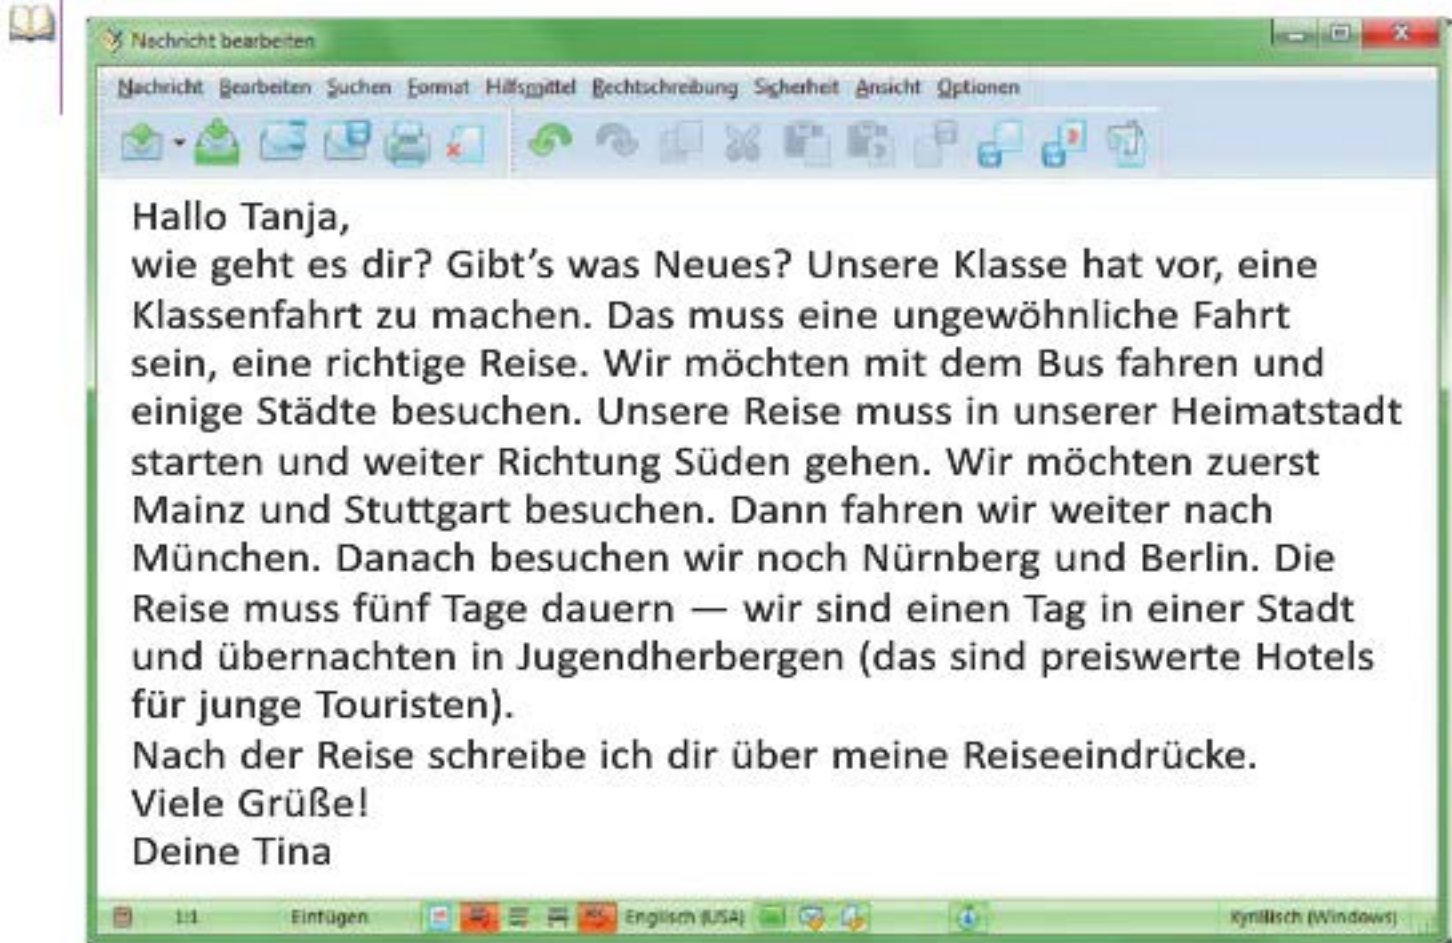 Nachricht bearbeiten
Nachricht Bearbeiten Suchen Format Hilfsmittel Rechtschreibung Sicherheit Ansicht Optionen
Hallo Tanja,
wie geht es dir? Gibt’s was Neues? Unsere Klasse hat vor, eine
Klassenfahrt zu machen. Das muss eine ungewöhnliche Fahrt
sein, eine richtige Reise. Wir möchten mit dem Bus fahren und
einige Städte besuchen. Unsere Reise muss in unserer Heimatstadt
starten und weiter Richtung Süden gehen. Wir möchten zuerst
Mainz und Stuttgart besuchen. Dann fahren wir weiter nach
München. Danach besuchen wir noch Nürnberg und Berlin. Die
Reise muss fünf Tage dauern — wir sind einen Tag in einer Stadt
und übernachten in Jugendherbergen (das sind preiswerte Hotels
für junge Touristen).
Nach der Reise schreibe ich dir über meine Reiseeindrücke.
Viele Grüße!
Deine Tina
1:1 Einfügen Englisch (USA) Kyrillisch (Windows)